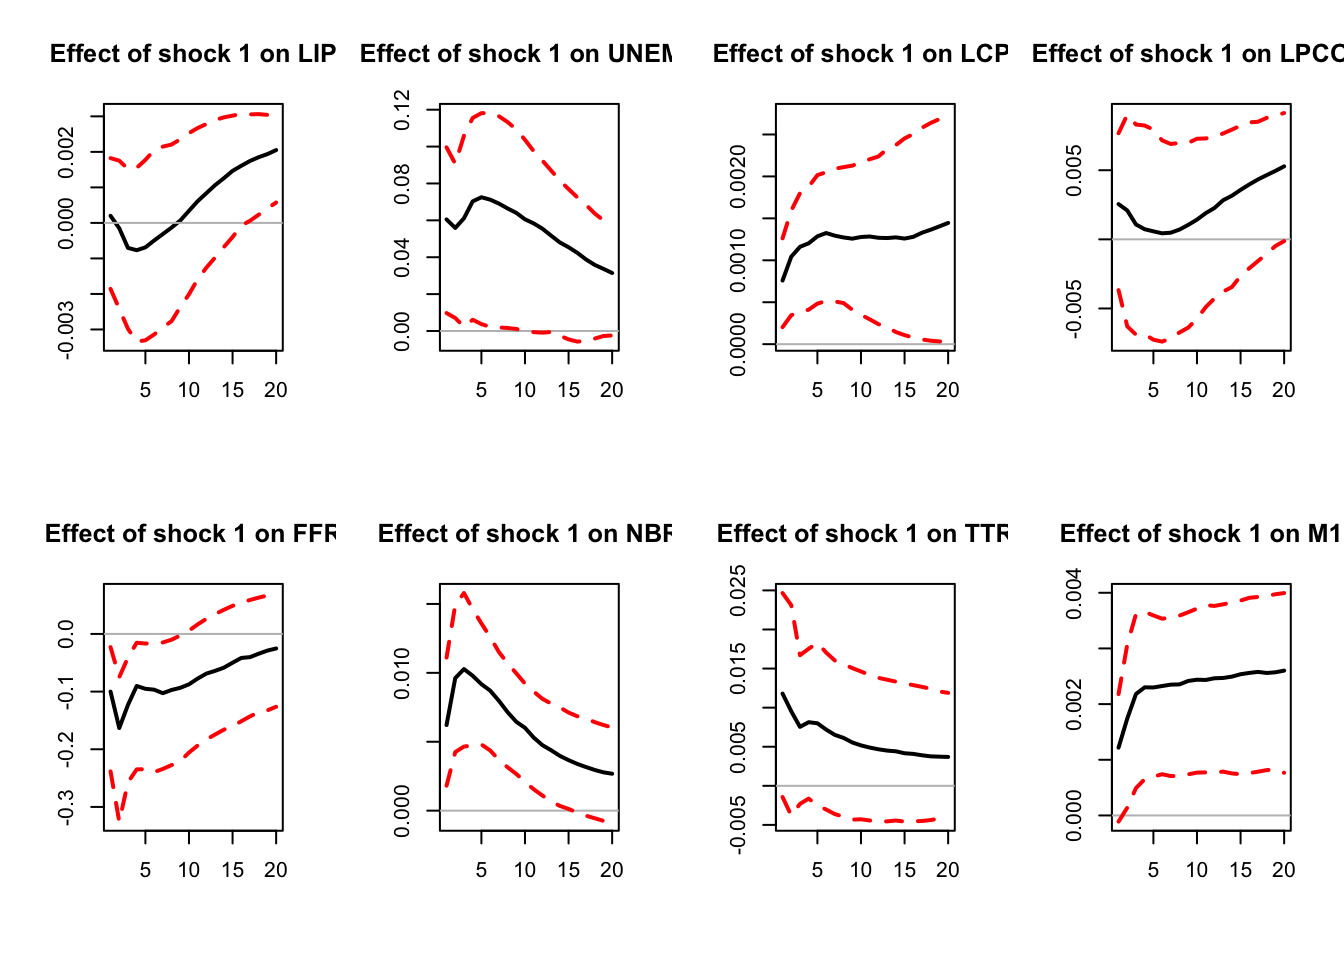 Effect of shock 1 on LIP
Effect of shock 1 on UNEM
Effect of shock 1 on LCP
Effect of shock 1 on LPCO
0.002
0.000
-0.003
5 10 15 20
0.12
0.08
0.04
0.00
5 10 15 20
0.0020
0.0010
0.0000
5 10 15 20
0.005
-0.005
5 10 15 20
Effect of shock 1 on FFR
Effect of shock 1 on NBR
Effect of shock 1 on TTR
Effect of shock 1 on M1
0.0
-0.1
-0.2
-0.3
5 10 15 20
0.010
0.000
5 10 15 20
0.025
0.015
0.005
-0.005
5 10 15 20
0.004
0.002
0.000
5 10 15 20